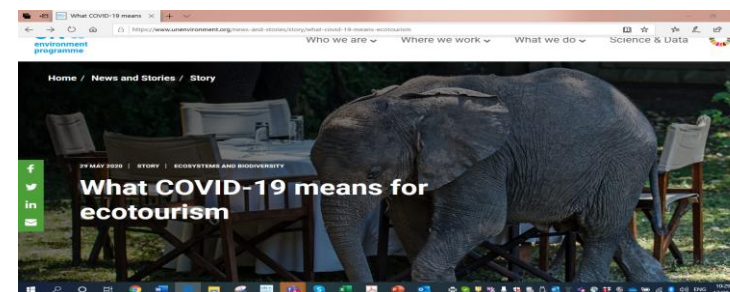 What COVID-19 means
https://www.unenvironment.org/news-and-stories/story/what-covid-19-means-ecotourism
environment
programme
Who we are
Where we work
What we do
Science & Data
Home / News and Stories / Story
29 MAY 2020 | STORY | ECOSYSTEMS AND BIODIVERSITY
What COVID-19 means for
ecotourism
ENG